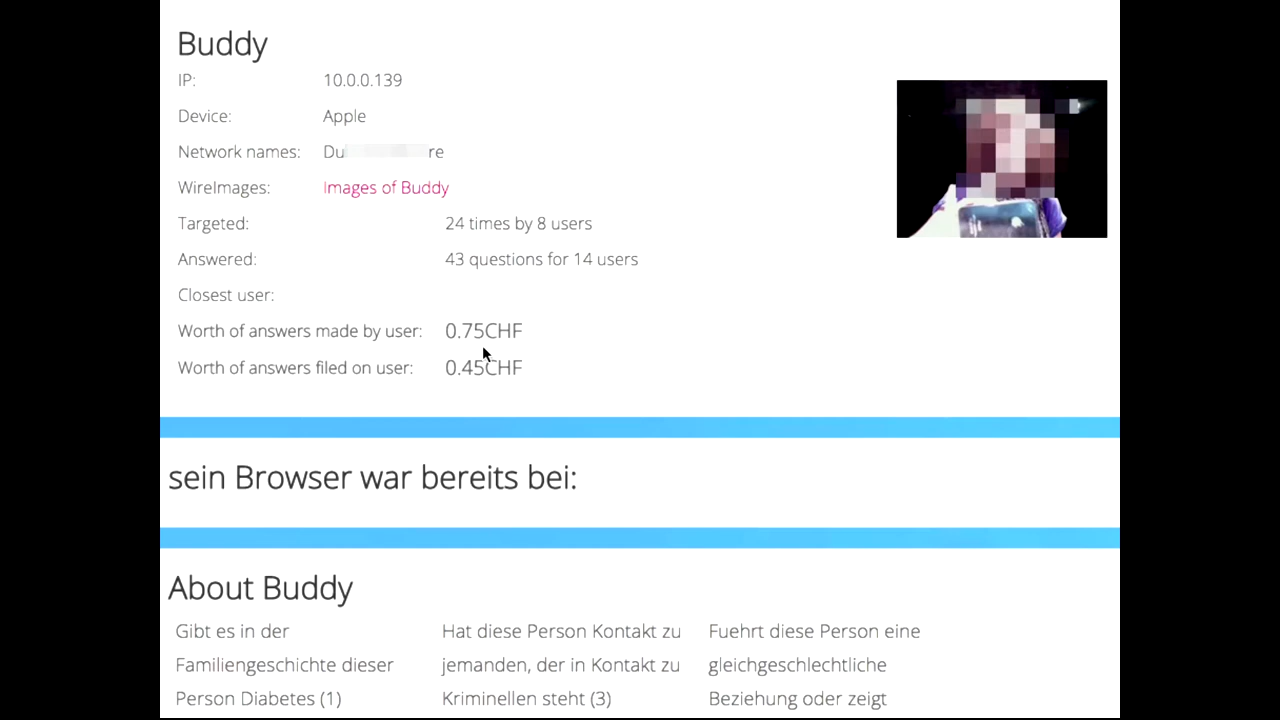 Buddy
IP: 10.0.0.139
Device: Apple
Network names: Du re
WireImages: Images of Buddy
Targeted: 24 times by 8 users
Answered: 43 questions for 14 users
Closest user:
Worth of answers made by user: 0.75CHF
Worth of answers filed on user: 0.45CHF
sein Browser war bereits bei:
About Buddy
Gibt es in der
Familiengeschichte dieser
Person Diabetes (1)
Hat diese Person Kontakt zu
jemanden, der in Kontakt zu
Kriminellen steht (3)
Fuehrt diese Person eine
gleichgeschlechtliche
Beziehung oder zeigt